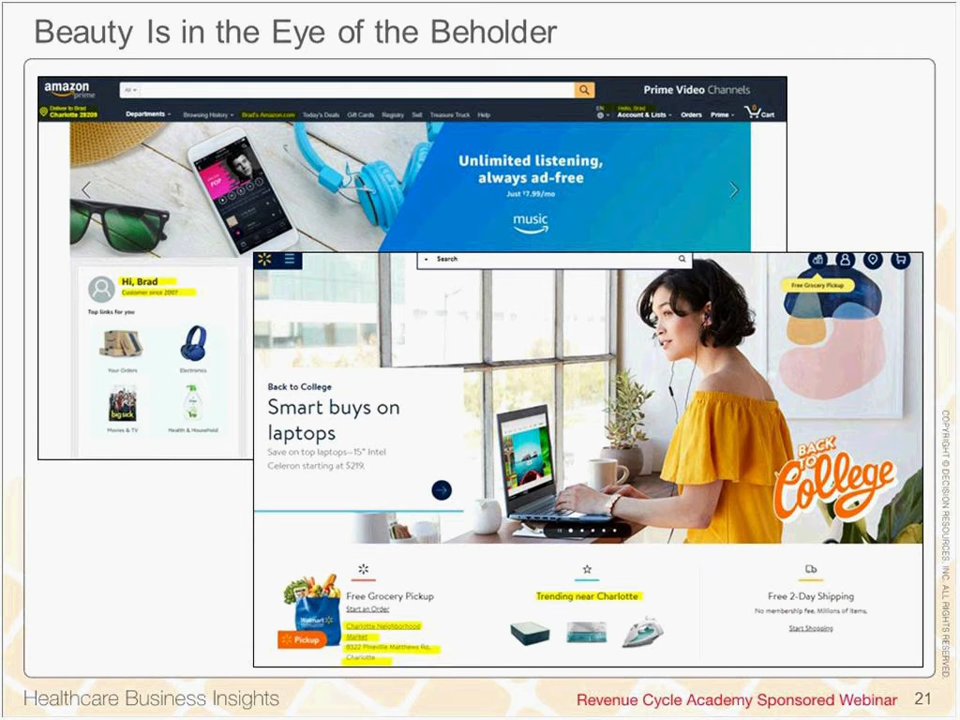 Beauty Is in the Eye of the Beholder
amazon
prime
All
Prime Video Channels
Deliver to Brad
Charlotte 28209
Departments
Browsing History
Brad's Amazon.com
Today's Deals
Gift Cards
Registry
Sell
Treasure Truck
Help
EN
Hello, Brad
Account & Lists
Orders
Prime
0
Cart
Unlimited listening,
always ad-free
Just $7.99/mo
music
POP
Hi, Brad
Customer since 2007
Top links for you
Your Orders
Electronics
big sick
Movies & TV
Health & Household
Search
Free Grocery Pickup
Back to College
Smart buys on
laptops
Save on top laptops—15" Intel
Celeron starting at $219.
BACK
TO
College
Walmart
Pickup
Free Grocery Pickup
Start an Order
Charlotte Neighborhood
Market
8322 Pineville Matthews Rd,
Charlotte
Trending near Charlotte
Free 2-Day Shipping
No membership fee. Millions of items.
Start Shopping
COPYRIGHT © DECISION RESOURCES, INC. ALL RIGHTS RESERVED.
Healthcare Business Insights
Revenue Cycle Academy Sponsored Webinar
21